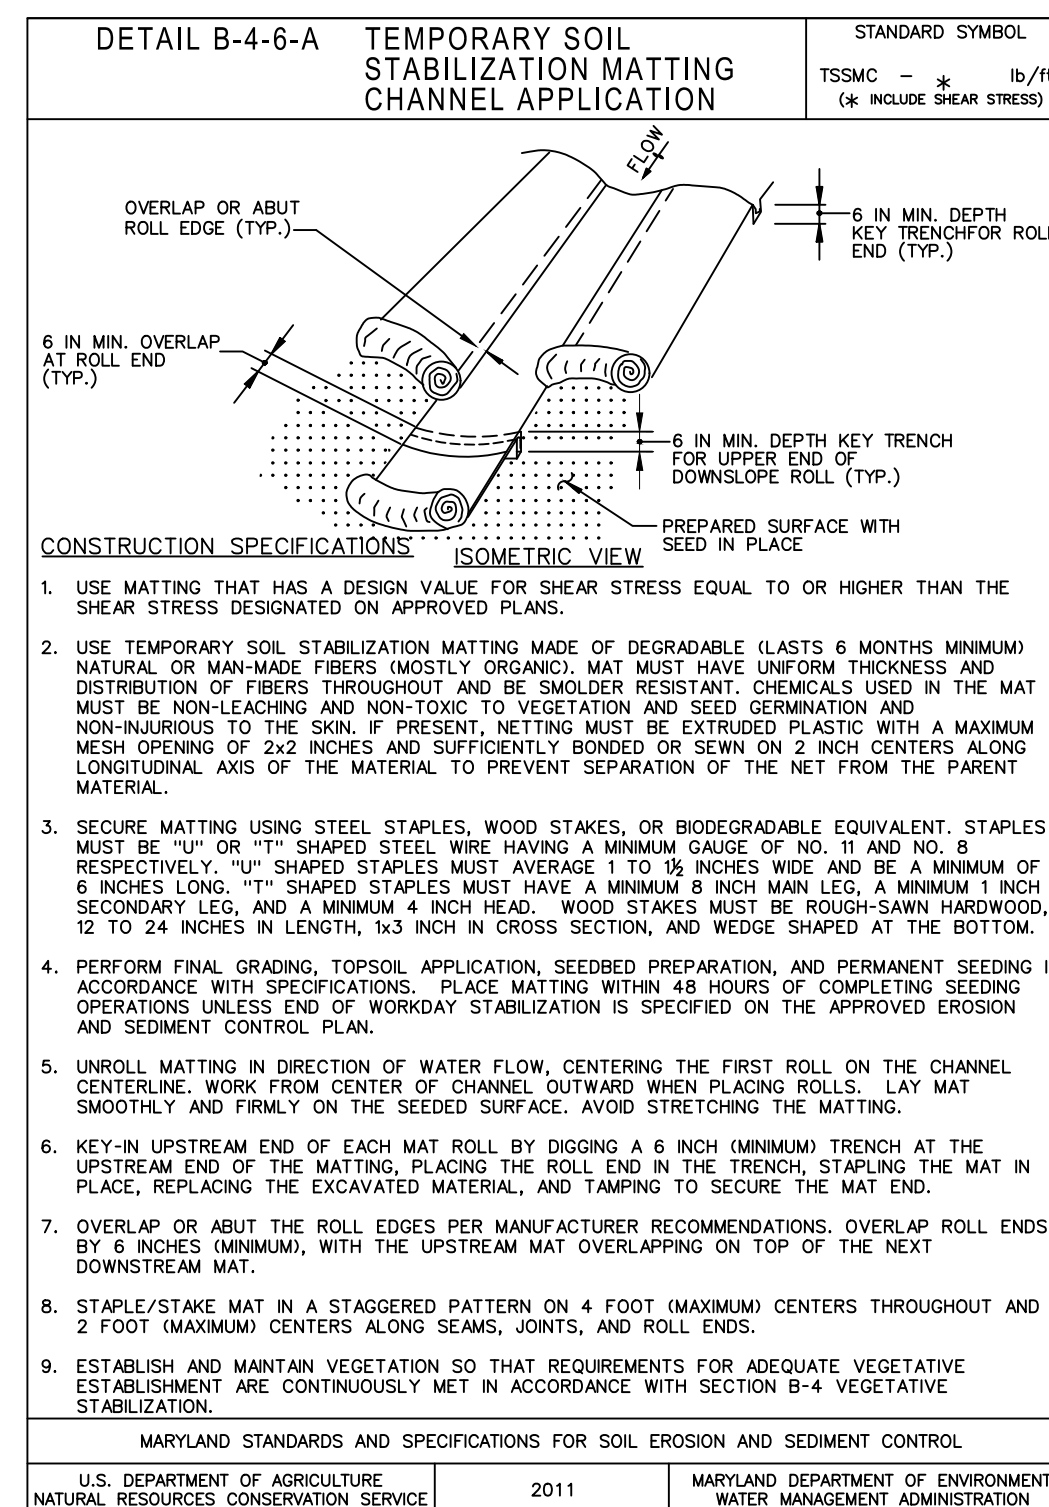 DETAIL B-4-6-A
TEMPORARY SOIL
STABILIZATION MATTING
CHANNEL APPLICATION
STANDARD SYMBOL
TSSMC - * lb/ft
(* INCLUDE SHEAR STRESS)
FLOW
OVERLAP OR ABUT
ROLL EDGE (TYP.)
6 IN MIN. DEPTH
KEY TRENCHFOR ROLL
END (TYP.)
6 IN MIN. OVERLAP
AT ROLL END
(TYP.)
6 IN MIN. DEPTH KEY TRENCH
FOR UPPER END OF
DOWNSLOPE ROLL (TYP.)
PREPARED SURFACE WITH
SEED IN PLACE
ISOMETRIC VIEW
CONSTRUCTION SPECIFICATIONS
1. USE MATTING THAT HAS A DESIGN VALUE FOR SHEAR STRESS EQUAL TO OR HIGHER THAN THE
SHEAR STRESS DESIGNATED ON APPROVED PLANS.
2. USE TEMPORARY SOIL STABILIZATION MATTING MADE OF DEGRADABLE (LASTS 6 MONTHS MINIMUM)
NATURAL OR MAN-MADE FIBERS (MOSTLY ORGANIC). MAT MUST HAVE UNIFORM THICKNESS AND
DISTRIBUTION OF FIBERS THROUGHOUT AND BE SMOLDER RESISTANT. CHEMICALS USED IN THE MAT
MUST BE NON-LEACHING AND NON-TOXIC TO VEGETATION AND SEED GERMINATION AND
NON-INJURIOUS TO THE SKIN. IF PRESENT, NETTING MUST BE EXTRUDED PLASTIC WITH A MAXIMUM
MESH OPENING OF 2x2 INCHES AND SUFFICIENTLY BONDED OR SEWN ON 2 INCH CENTERS ALONG
LONGITUDINAL AXIS OF THE MATERIAL TO PREVENT SEPARATION OF THE NET FROM THE PARENT
MATERIAL.
3. SECURE MATTING USING STEEL STAPLES, WOOD STAKES, OR BIODEGRADABLE EQUIVALENT. STAPLES
MUST BE "U" OR "T" SHAPED STEEL WIRE HAVING A MINIMUM GAUGE OF NO. 11 AND NO. 8
RESPECTIVELY. "U" SHAPED STAPLES MUST AVERAGE 1 TO 1½ INCHES WIDE AND BE A MINIMUM OF
6 INCHES LONG. "T" SHAPED STAPLES MUST HAVE A MINIMUM 8 INCH MAIN LEG, A MINIMUM 1 INCH
SECONDARY LEG, AND A MINIMUM 4 INCH HEAD. WOOD STAKES MUST BE ROUGH-SAWN HARDWOOD,
12 TO 24 INCHES IN LENGTH, 1x3 INCH IN CROSS SECTION, AND WEDGE SHAPED AT THE BOTTOM.
4. PERFORM FINAL GRADING, TOPSOIL APPLICATION, SEEDBED PREPARATION, AND PERMANENT SEEDING
ACCORDANCE WITH SPECIFICATIONS. PLACE MATTING WITHIN 48 HOURS OF COMPLETING SEEDING
OPERATIONS UNLESS END OF WORKDAY STABILIZATION IS SPECIFIED ON THE APPROVED EROSION
AND SEDIMENT CONTROL PLAN.
5. UNROLL MATTING IN DIRECTION OF WATER FLOW, CENTERING THE FIRST ROLL ON THE CHANNEL
CENTERLINE. WORK FROM CENTER OF CHANNEL OUTWARD WHEN PLACING ROLLS. LAY MAT
SMOOTHLY AND FIRMLY ON THE SEEDED SURFACE. AVOID STRETCHING THE MATTING.
6. KEY-IN UPSTREAM END OF EACH MAT ROLL BY DIGGING A 6 INCH (MINIMUM) TRENCH AT THE
UPSTREAM END OF THE MATTING, PLACING THE ROLL END IN THE TRENCH, STAPLING THE MAT IN
PLACE, REPLACING THE EXCAVATED MATERIAL, AND TAMPING TO SECURE THE MAT END.
7. OVERLAP OR ABUT THE ROLL EDGES PER MANUFACTURER RECOMMENDATIONS. OVERLAP ROLL ENDS
BY 6 INCHES (MINIMUM), WITH THE UPSTREAM MAT OVERLAPPING ON TOP OF THE NEXT
DOWNSTREAM MAT.
8. STAPLE/STAKE MAT IN A STAGGERED PATTERN ON 4 FOOT (MAXIMUM) CENTERS THROUGHOUT AND
2 FOOT (MAXIMUM) CENTERS ALONG SEAMS, JOINTS, AND ROLL ENDS.
9. ESTABLISH AND MAINTAIN VEGETATION SO THAT REQUIREMENTS FOR ADEQUATE VEGETATIVE
ESTABLISHMENT ARE CONTINUOUSLY MET IN ACCORDANCE WITH SECTION B-4 VEGETATIVE
STABILIZATION.
MARYLAND STANDARDS AND SPECIFICATIONS FOR SOIL EROSION AND SEDIMENT CONTROL
U.S. DEPARTMENT OF AGRICULTURE
NATURAL RESOURCES CONSERVATION SERVICE
2011
MARYLAND DEPARTMENT OF ENVIRONMENT
WATER MANAGEMENT ADMINISTRATION